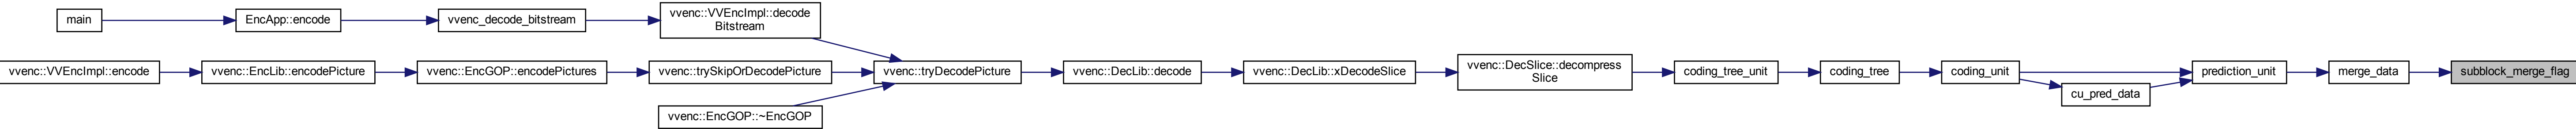 main
EncApp::encode
vvenc_decode_bitstream
vvenc::VVEncImpl::decode
Bitstream
vvenc::VVEncImpl::encode
vvenc::EncLib::encodePicture
vvenc::EncGOP::encodePictures
vvenc::trySkipOrDecodePicture
vvenc::tryDecodePicture
vvenc::DecLib::decode
vvenc::DecLib::xDecodeSlice
vvenc::DecSlice::decompress
Slice
coding_tree_unit
coding_tree
coding_unit
prediction_unit
merge_data
subblock_merge_flag
cu_pred_data
vvenc::EncGOP::~EncGOP